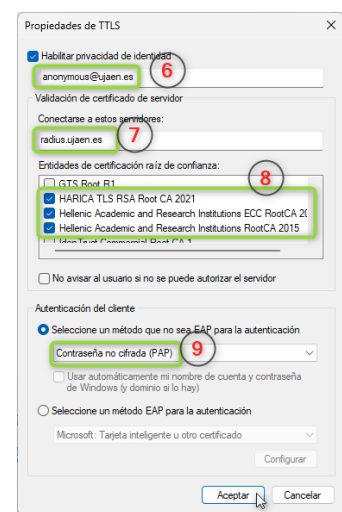 Propiedades de TTLS
Habilitar privacidad de identidad
6
anonymous@ujaen.es
Validación de certificado de servidor
Conectarse a estos servidores:
7
radius.ujaen.es
Entidades de certificación raíz de confianza:
8
GTS Root R1
HARICA TLS RSA Root CA 2021
Hellenic Academic and Research Institutions ECC RootCA 20
Hellenic Academic and Research Institutions RootCA 2015
IdenTrust Commercial Root CA 1
No avisar al usuario si no se puede autorizar el servidor
Autenticación del cliente
Seleccione un método que no sea EAP para la autenticación
Contraseña no cifrada (PAP)
9
Usar automáticamente mi nombre de cuenta y contraseña
de Windows (y dominio si lo hay)
Seleccione un método EAP para la autenticación
Microsoft: Tarjeta inteligente u otro certificado
Configurar
Aceptar
Cancelar